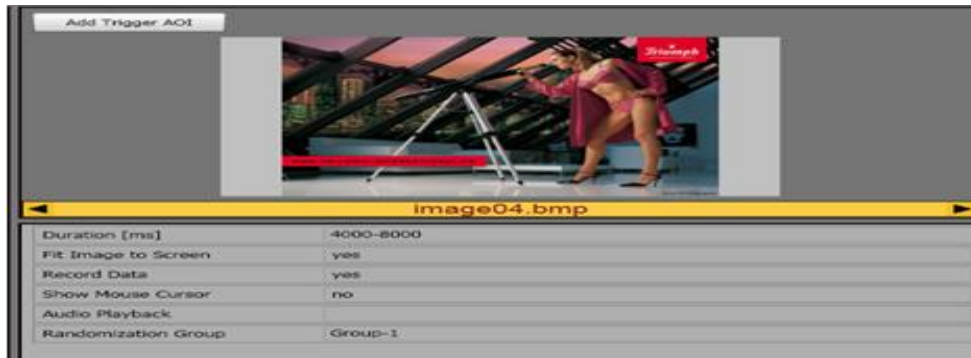 Add Trigger AOI
Triumph
image04.bmp
Duration [ms] 4000-8000
Fit Image to Screen yes
Record Data yes
Show Mouse Cursor no
Audio Playback
Randomization Group Group-1